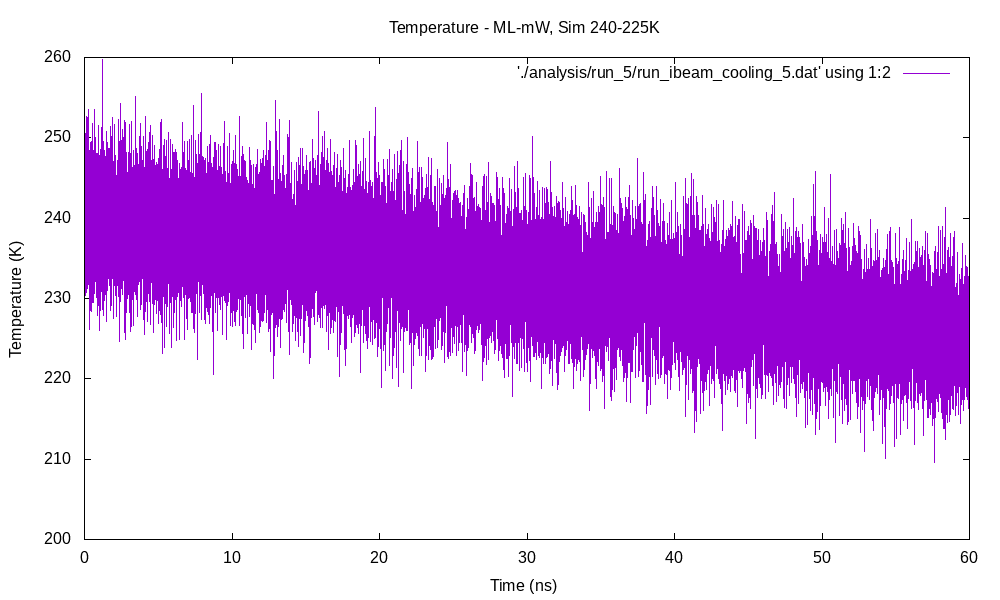 Temperature - ML-mW, Sim 240-225K
'./analysis/run_5/run_ibeam_cooling_5.dat' using 1:2
260
250
240
230
220
210
200
Temperature (K)
0 10 20 30 40 50 60
Time (ns)